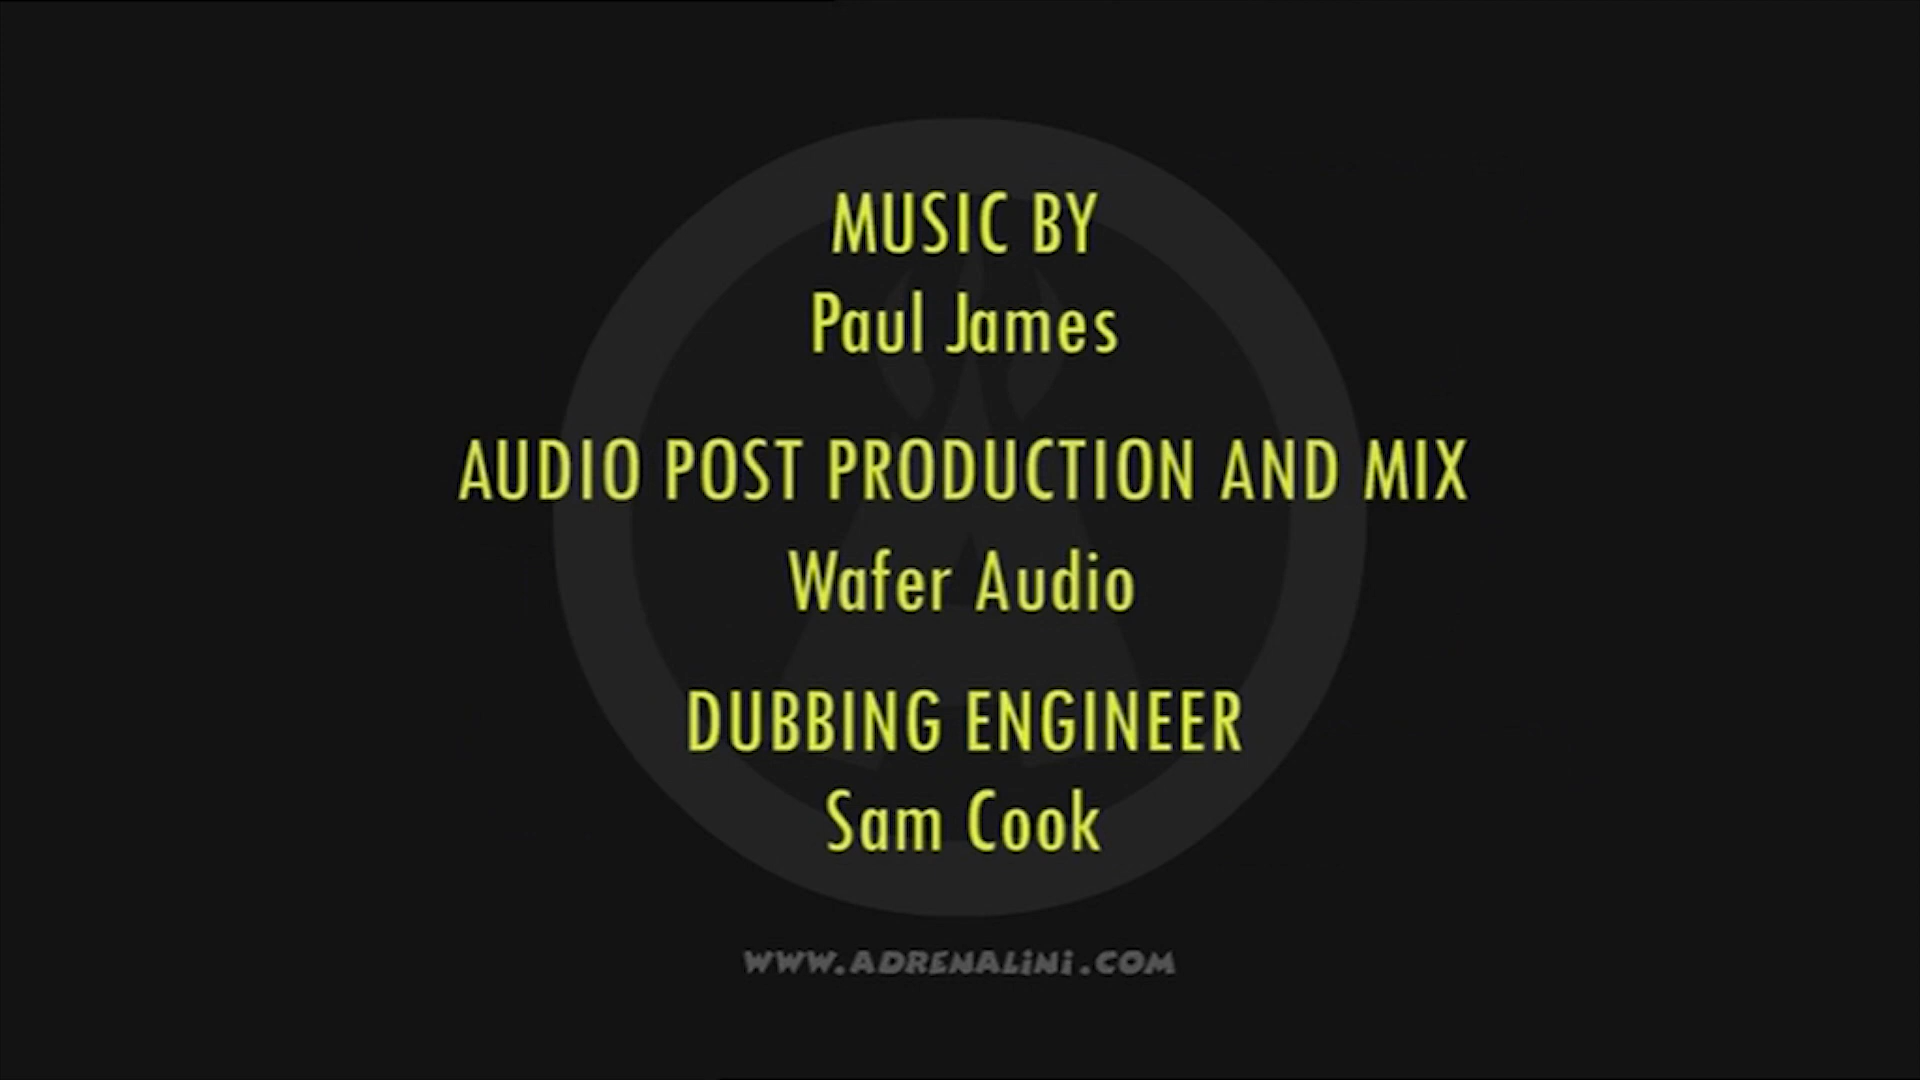 MUSIC BY
Paul James
AUDIO POST PRODUCTION AND MIX
Wafer Audio
DUBBING ENGINEER
Sam Cook
WWW.ADRENALiNi.COM